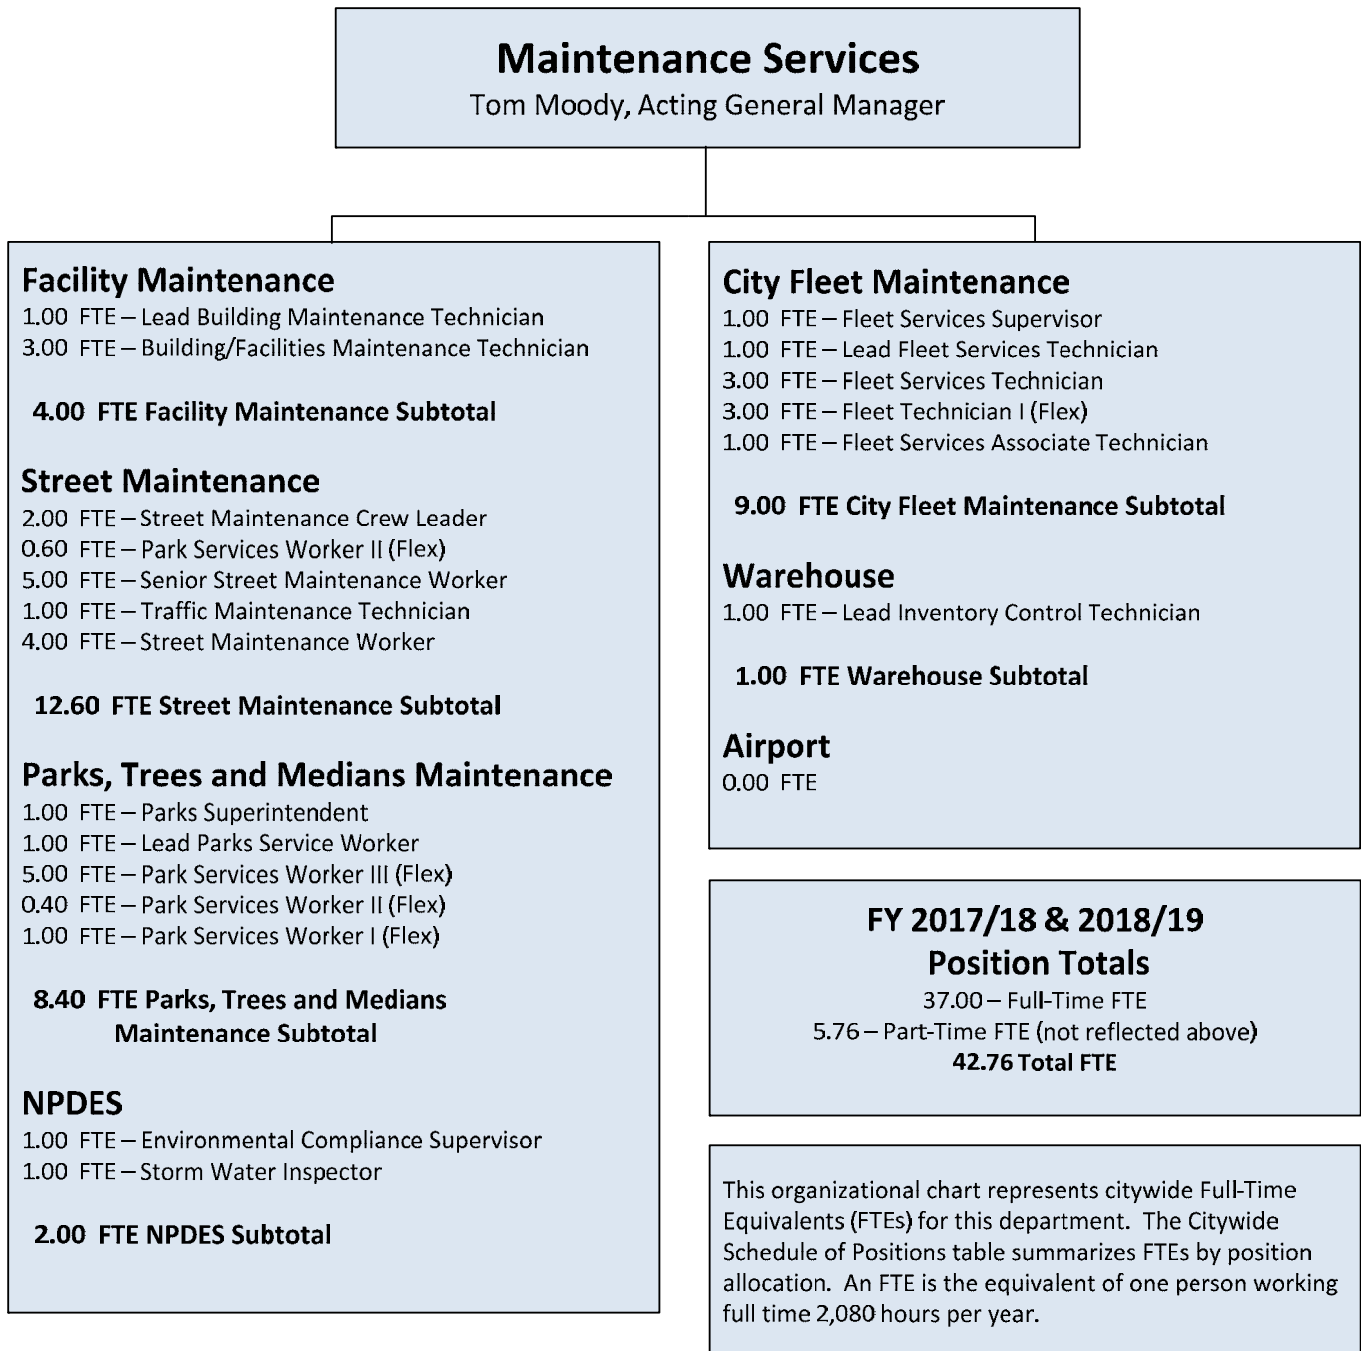 Maintenance Services
Tom Moody, Acting General Manager
Facility Maintenance
1.00 FTE – Lead Building Maintenance Technician
3.00 FTE – Building/Facilities Maintenance Technician
4.00 FTE Facility Maintenance Subtotal
Street Maintenance
2.00 FTE – Street Maintenance Crew Leader
0.60 FTE – Park Services Worker II (Flex)
5.00 FTE – Senior Street Maintenance Worker
1.00 FTE – Traffic Maintenance Technician
4.00 FTE – Street Maintenance Worker
12.60 FTE Street Maintenance Subtotal
Parks, Trees and Medians Maintenance
1.00 FTE – Parks Superintendent
1.00 FTE – Lead Parks Service Worker
5.00 FTE – Park Services Worker III (Flex)
0.40 FTE – Park Services Worker II (Flex)
1.00 FTE – Park Services Worker I (Flex)
8.40 FTE Parks, Trees and Medians
Maintenance Subtotal
NPDES
1.00 FTE – Environmental Compliance Supervisor
1.00 FTE – Storm Water Inspector
2.00 FTE NPDES Subtotal
City Fleet Maintenance
1.00 FTE – Fleet Services Supervisor
1.00 FTE – Lead Fleet Services Technician
3.00 FTE – Fleet Services Technician
3.00 FTE – Fleet Technician I (Flex)
1.00 FTE – Fleet Services Associate Technician
9.00 FTE City Fleet Maintenance Subtotal
Warehouse
1.00 FTE – Lead Inventory Control Technician
1.00 FTE Warehouse Subtotal
Airport
0.00 FTE
FY 2017/18 & 2018/19
Position Totals
37.00 – Full-Time FTE
5.76 – Part-Time FTE (not reflected above)
42.76 Total FTE
This organizational chart represents citywide Full-Time
Equivalents (FTEs) for this department. The Citywide
Schedule of Positions table summarizes FTEs by position
allocation. An FTE is the equivalent of one person working
full time 2,080 hours per year.